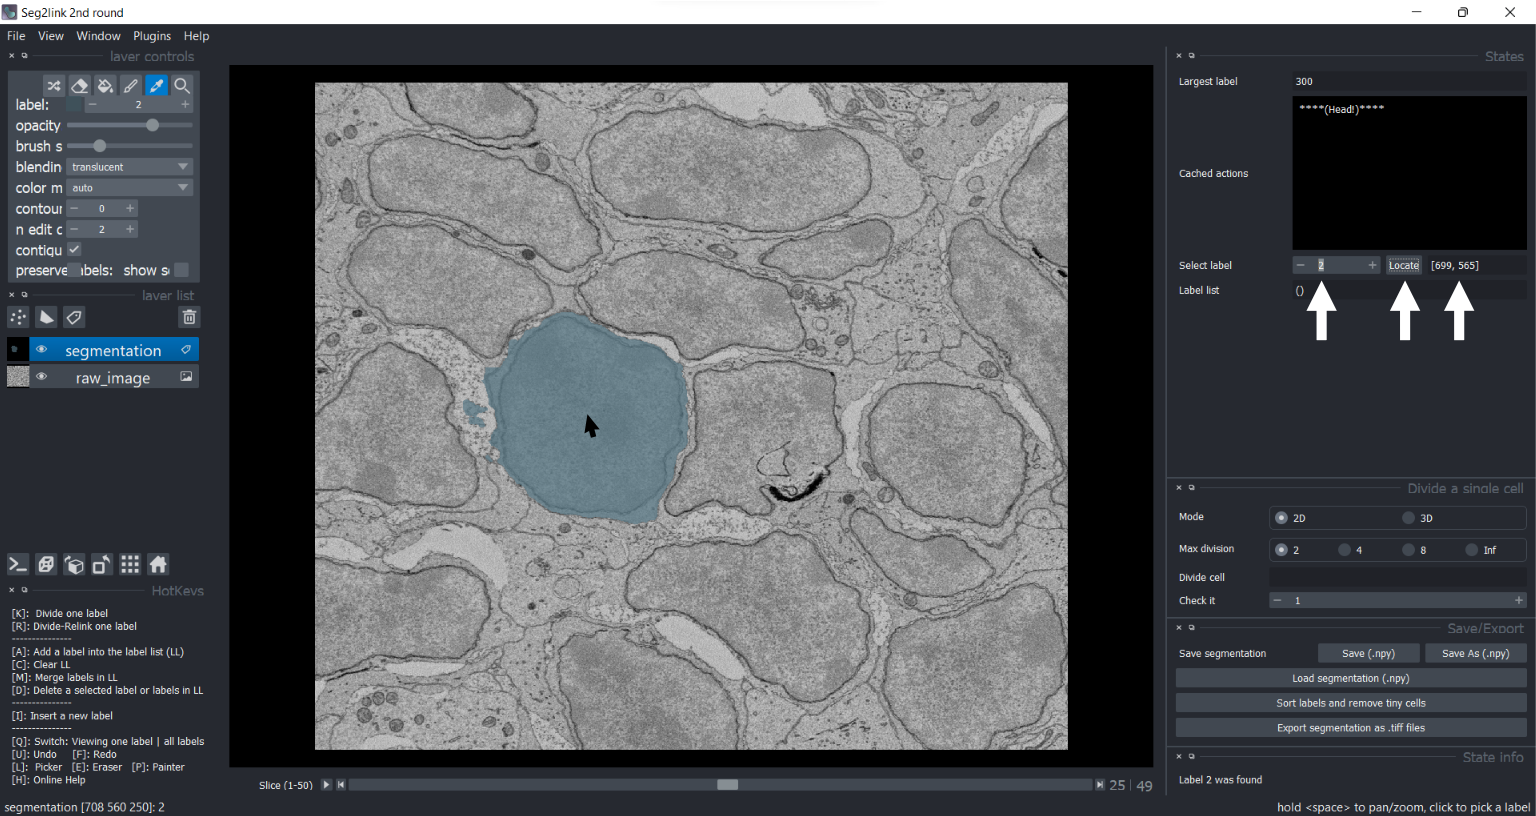 Seg2link 2nd round
File View Window Plugins Help
layer controls
label: 2
opacity
brush s
blendin translucent
color m auto
contour 0
n edit c 2
contigu
preserve abels: show s
layer list
segmentation
raw_image
HotKeys
[K]: Divide one label
[R]: Divide-Relink one label
---------------
[A]: Add a label into the label list (LL)
[C]: Clear LL
[M]: Merge labels in LL
[D]: Delete a selected label or labels in LL
---------------
[I]: Insert a new label
---------------
[Q]: Switch: Viewing one label | all labels
[U]: Undo [F]: Redo
[L]: Picker [E]: Eraser [P]: Painter
[H]: Online Help
segmentation [708 560 250]: 2
Slice (1-50) 25 | 49
States
Largest label 300
Cached actions
****(Head!)****
Select label 2 Locate [699, 565]
Label list ()
Divide a single cell
Mode 2D 3D
Max division 2 4 8 Inf
Divide cell
Check it 1
Save/Export
Save segmentation Save (.npy) Save As (.npy)
Load segmentation (.npy)
Sort labels and remove tiny cells
Export segmentation as .tiff files
State info
Label 2 was found
hold <space> to pan/zoom, click to pick a label